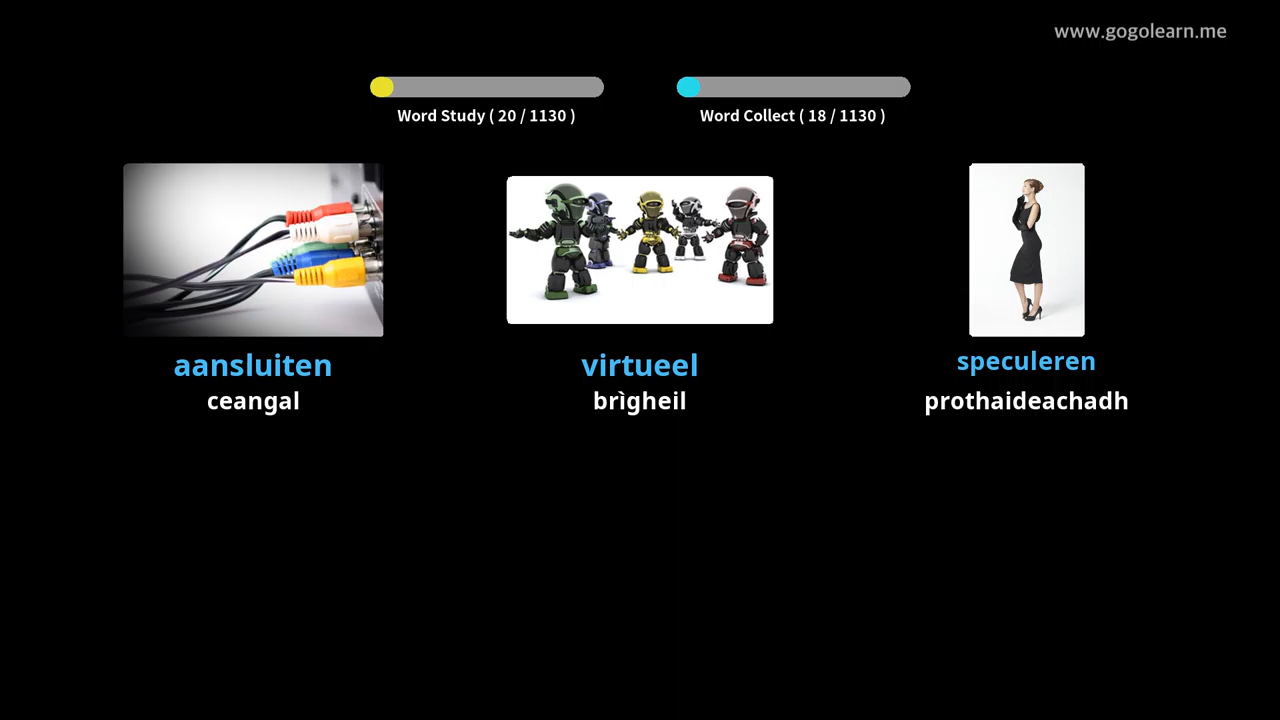 www.gogolearn.me
Word Study ( 20 / 1130 )
Word Collect ( 18 / 1130 )
aansluiten
ceangal
virtueel
brìgheil
speculeren
prothaideachadh